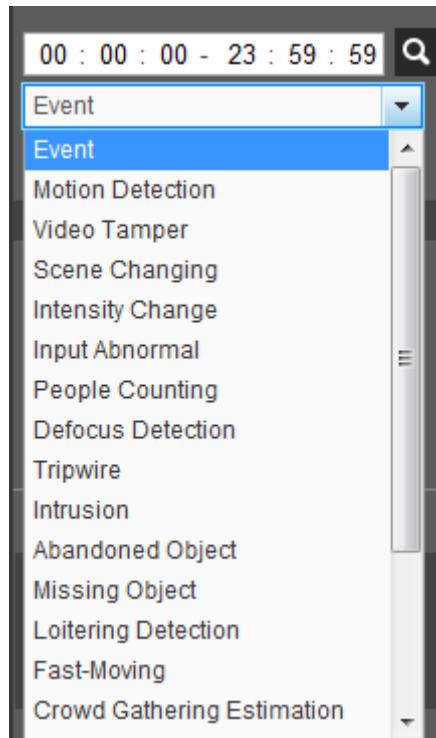 00 : 00 : 00 - 23 : 59 : 59
Event
Event
Motion Detection
Video Tamper
Scene Changing
Intensity Change
Input Abnormal
People Counting
Defocus Detection
Tripwire
Intrusion
Abandoned Object
Missing Object
Loitering Detection
Fast-Moving
Crowd Gathering Estimation